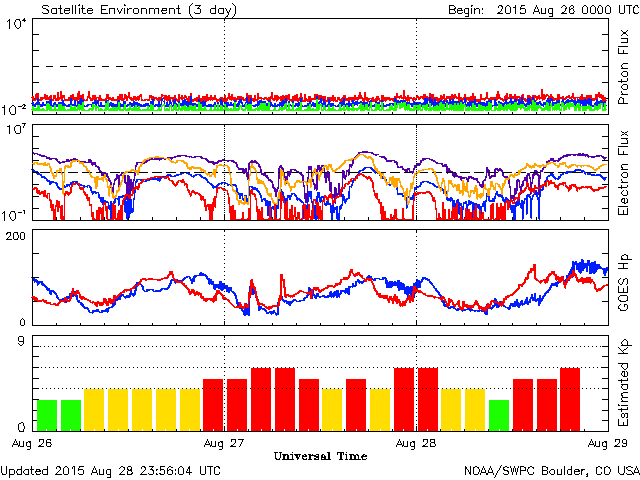 Satellite Environment (3 day) Begin: 2015 Aug 26 0000 UTC
10⁴
10⁻²
Proton Flux
10⁷
10⁻¹
Electron Flux
200
0
GOES Hp
9
0
Estimated Kp
Aug 26 Aug 27 Aug 28 Aug 29
Universal Time
Updated 2015 Aug 28 23:56:04 UTC NOAA/SWPC Boulder, CO USA